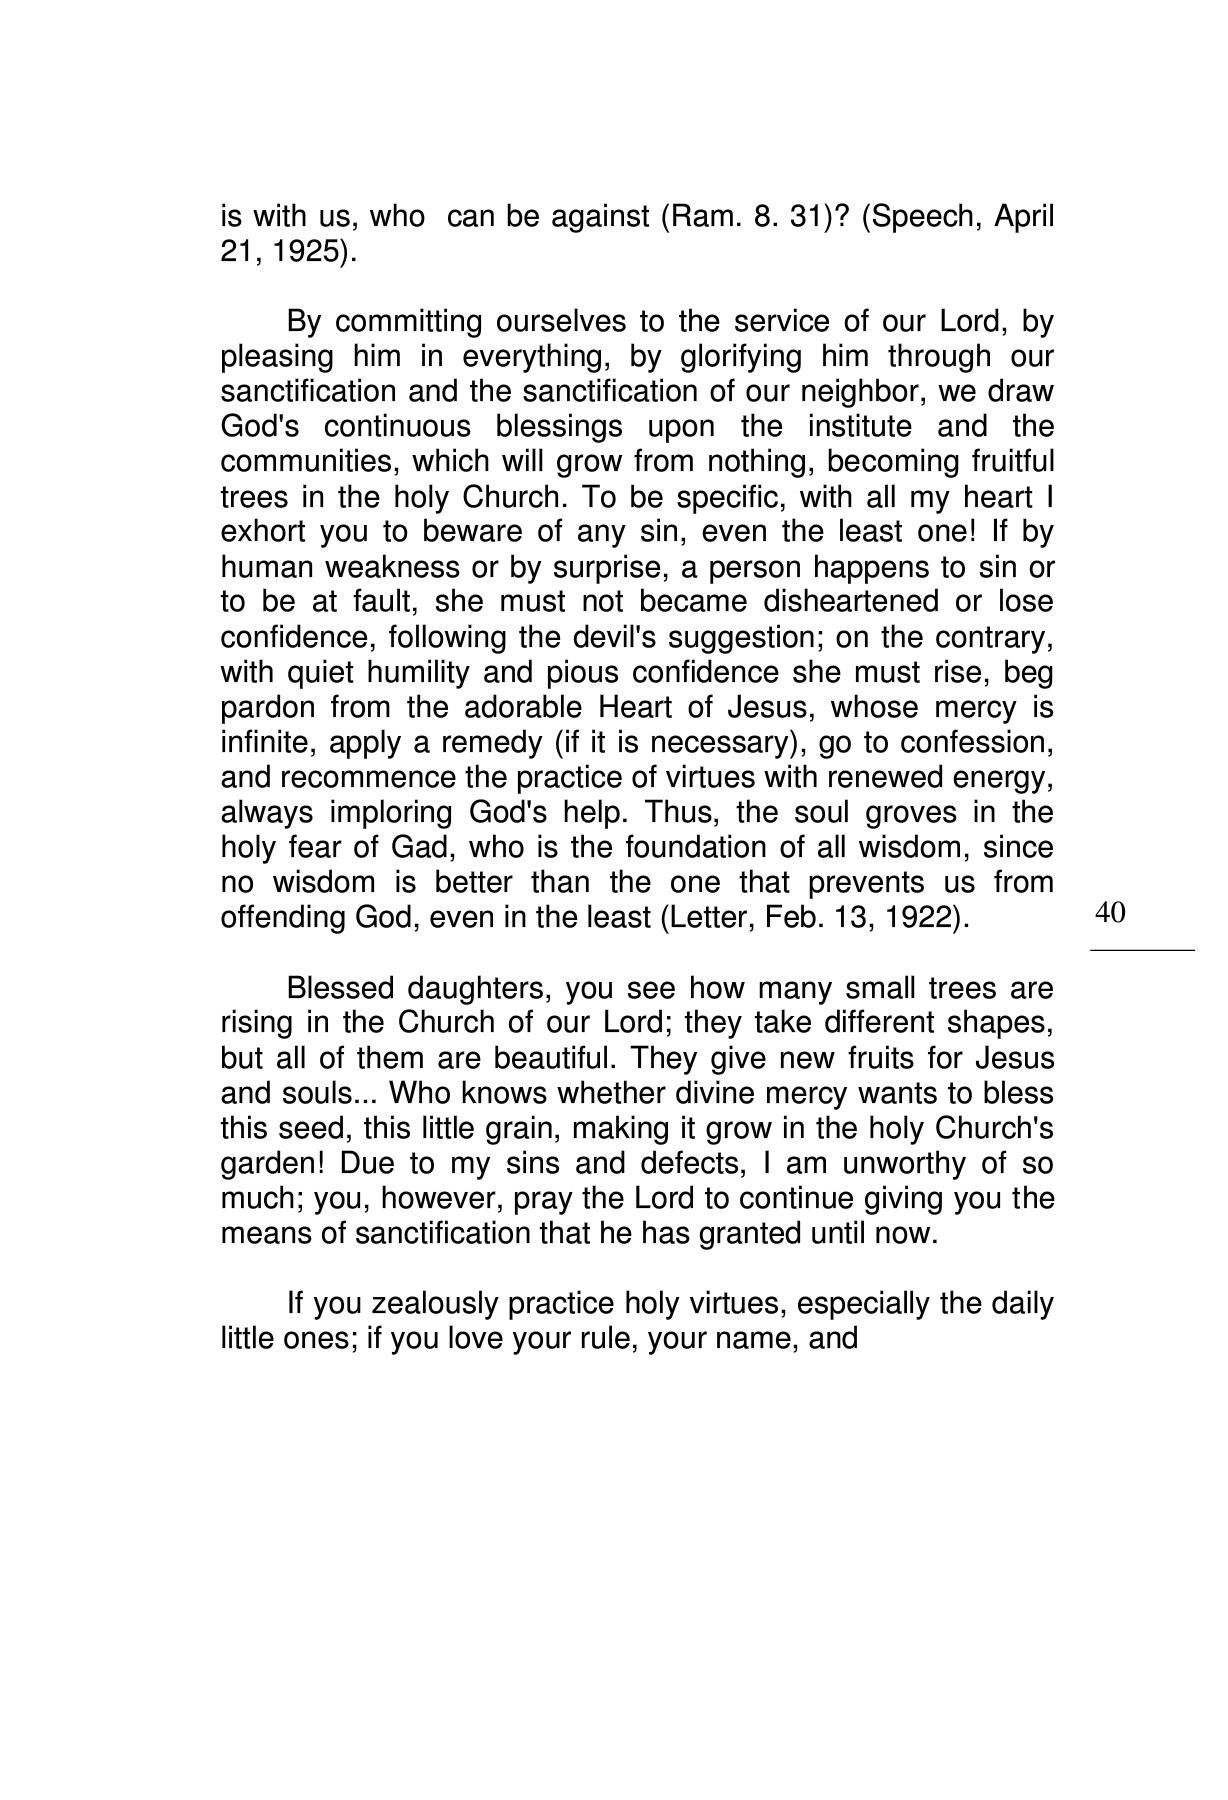 is with us, who  can be against (Ram. 8. 31)? (Speech, April
21, 1925).
By committing ourselves to the service of our Lord, by
pleasing him in everything, by glorifying him through our
sanctification and the sanctification of our neighbor, we draw
God's continuous blessings upon the institute and the
communities, which will grow from nothing, becoming fruitful
trees in the holy Church. To be specific, with all my heart I
exhort you to beware of any sin, even the least one! If by
human weakness or by surprise, a person happens to sin or
to be at fault, she must not became disheartened or lose
confidence, following the devil's suggestion; on the contrary,
with quiet humility and pious confidence she must rise, beg
pardon from the adorable Heart of Jesus, whose mercy is
infinite, apply a remedy (if it is necessary), go to confession,
and recommence the practice of virtues with renewed energy,
always imploring God's help. Thus, the soul groves in the
holy fear of Gad, who is the foundation of all wisdom, since
no wisdom is better than the one that prevents us from
offending God, even in the least (Letter, Feb. 13, 1922).
40
Blessed daughters, you see how many small trees are
rising in the Church of our Lord; they take different shapes,
but all of them are beautiful. They give new fruits for Jesus
and souls... Who knows whether divine mercy wants to bless
this seed, this little grain, making it grow in the holy Church's
garden! Due to my sins and defects, I am unworthy of so
much; you, however, pray the Lord to continue giving you the
means of sanctification that he has granted until now.
If you zealously practice holy virtues, especially the daily
little ones; if you love your rule, your name, and